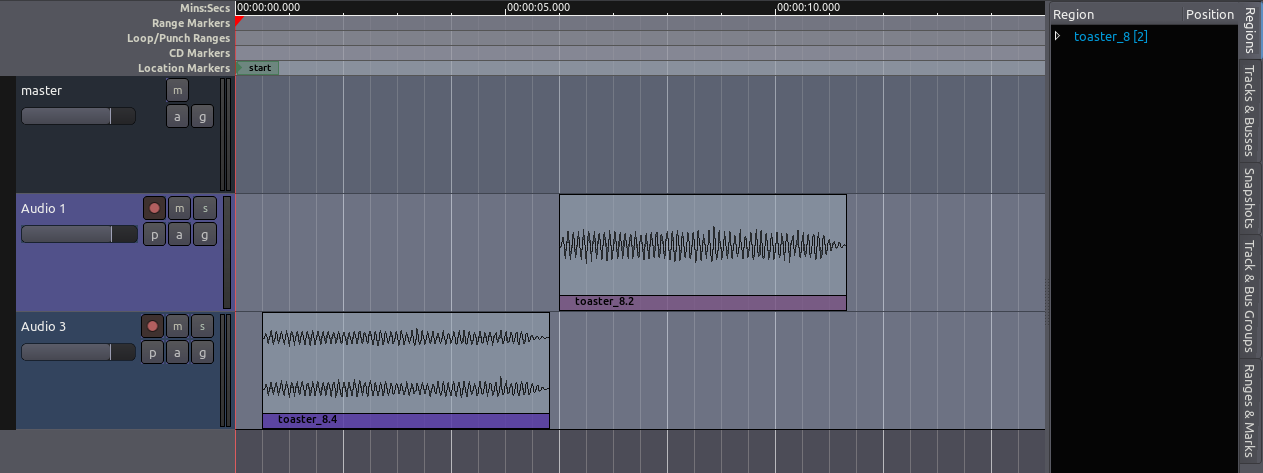 Mins:Secs 00:00:00.000 00:00:05.000 00:00:10.000
Range Markers
Loop/Punch Ranges
CD Markers
Location Markers start
master m
a g
Audio 1 m s
p a g
toaster_8.2
Audio 3 m s
p a g
toaster_8.4
Region Position
toaster_8 [2]
Regions
Tracks & Busses
Snapshots
Track & Bus Groups
Ranges & Marks